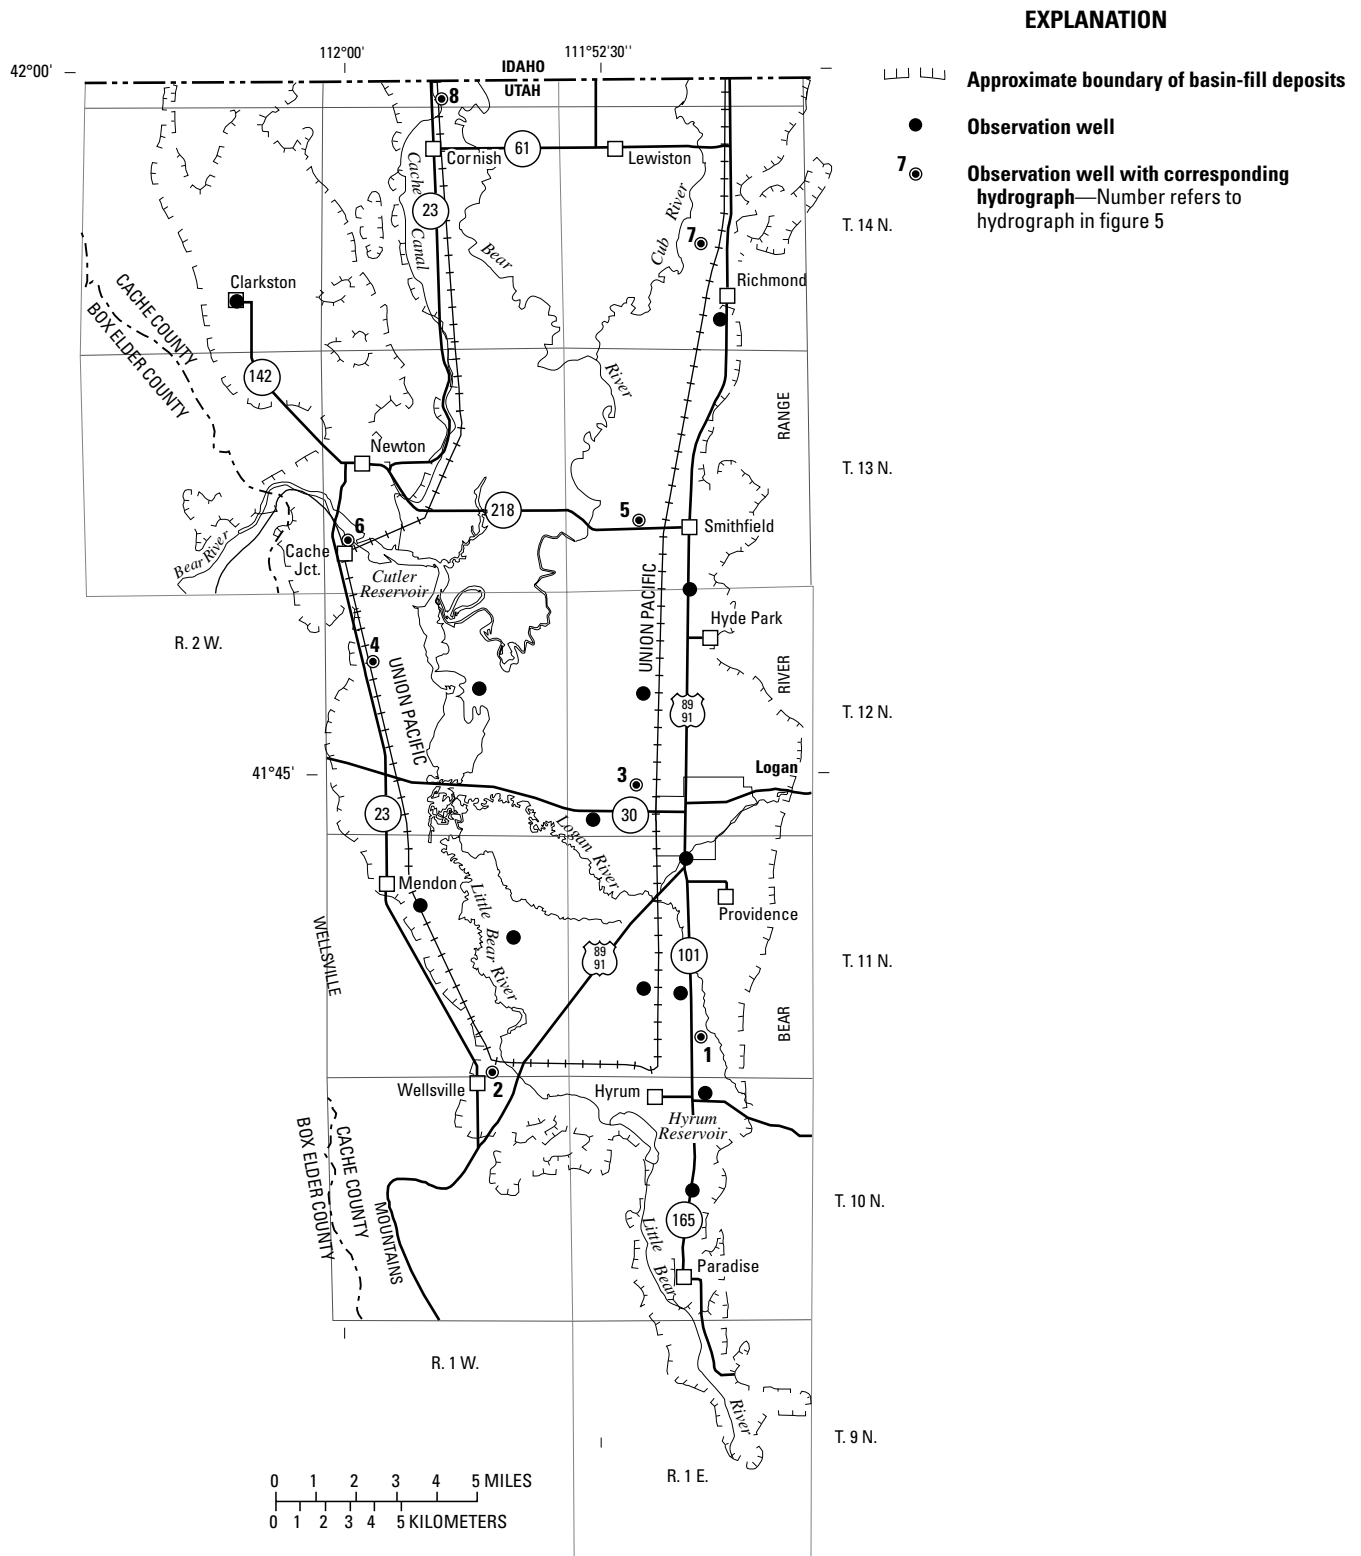 EXPLANATION
Approximate boundary of basin-fill deposits
Observation well
7
Observation well with corresponding
hydrograph—Number refers to
hydrograph in figure 5
112°00'
111°52'30''
42°00'
IDAHO
UTAH
8
Cornish
61
Lewiston
Cache
Canal
23
Bear
Cub
River
7
T. 14 N.
Richmond
Clarkston
CACHE COUNTY
BOX ELDER COUNTY
142
River
RANGE
Newton
T. 13 N.
218
5
Smithfield
6
Bear River
Cache
Jct.
Cutler
Reservoir
UNION PACIFIC
Hyde Park
R. 2 W.
4
UNION PACIFIC
RIVER
89
91
T. 12 N.
41°45'
3
Logan
23
30
Logan River
Mendon
Little
Bear
River
Providence
WELLSVILLE
89
91
101
T. 11 N.
BEAR
1
2
Wellsville
Hyrum
Hyrum
Reservoir
CACHE COUNTY
BOX ELDER COUNTY
MOUNTAINS
T. 10 N.
165
Little
Bear
Paradise
R. 1 W.
River
T. 9 N.
R. 1 E.
0 1 2 3 4 5 MILES
0 1 2 3 4 5 KILOMETERS